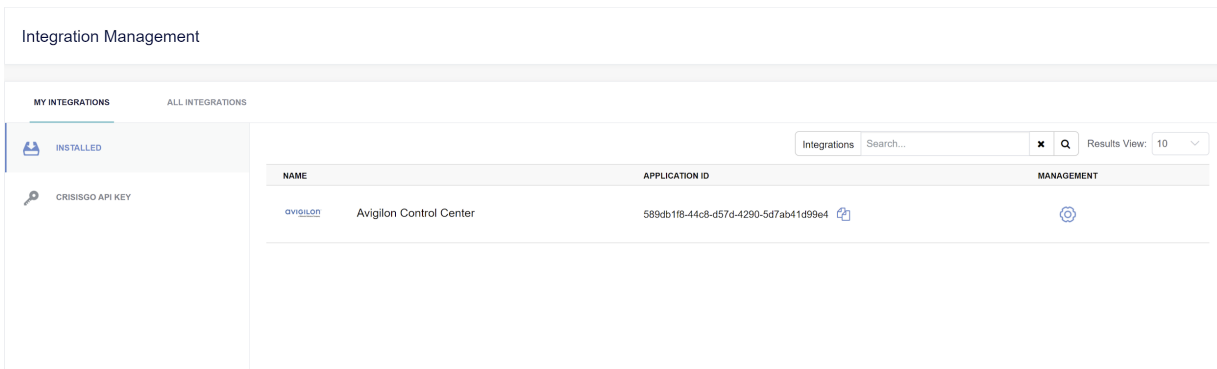 Integration Management
MY INTEGRATIONS ALL INTEGRATIONS
INSTALLED
CRISISGO API KEY
Integrations Search... Results View: 10
NAME APPLICATION ID MANAGEMENT
avigilon Avigilon Control Center 589db1f8-44c8-d57d-4290-5d7ab41d99e4